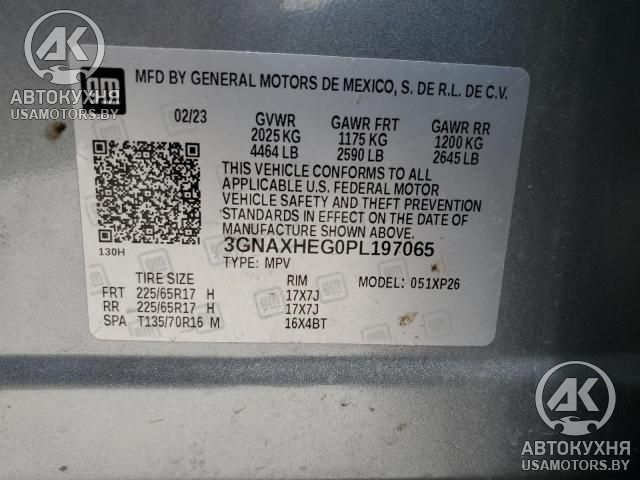 AK
АВТОКУХНЯ
USAMOTORS.BY
gm
MFD BY GENERAL MOTORS DE MEXICO, S. DE R.L. DE C.V.
02/23 GVWR GAWR FRT GAWR RR
2025 KG 1175 KG 1200 KG
4464 LB 2590 LB 2645 LB
THIS VEHICLE CONFORMS TO ALL
APPLICABLE U.S. FEDERAL MOTOR
VEHICLE SAFETY AND THEFT PREVENTION
STANDARDS IN EFFECT ON THE DATE OF
MANUFACTURE SHOWN ABOVE.
130H 3GNAXHEG0PL197065
TYPE: MPV
TIRE SIZE RIM MODEL: 051XP26
FRT 225/65R17 H 17X7J
RR 225/65R17 H 17X7J
SPA T135/70R16 M 16X4BT
AK
АВТОКУХНЯ
USAMOTORS.BY